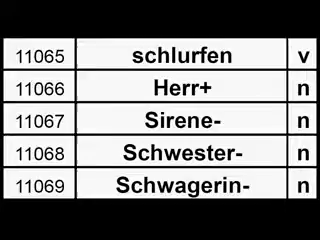 11065 schlurfen v
11066 Herr+ n
11067 Sirene- n
11068 Schwester- n
11069 Schwagerin- n